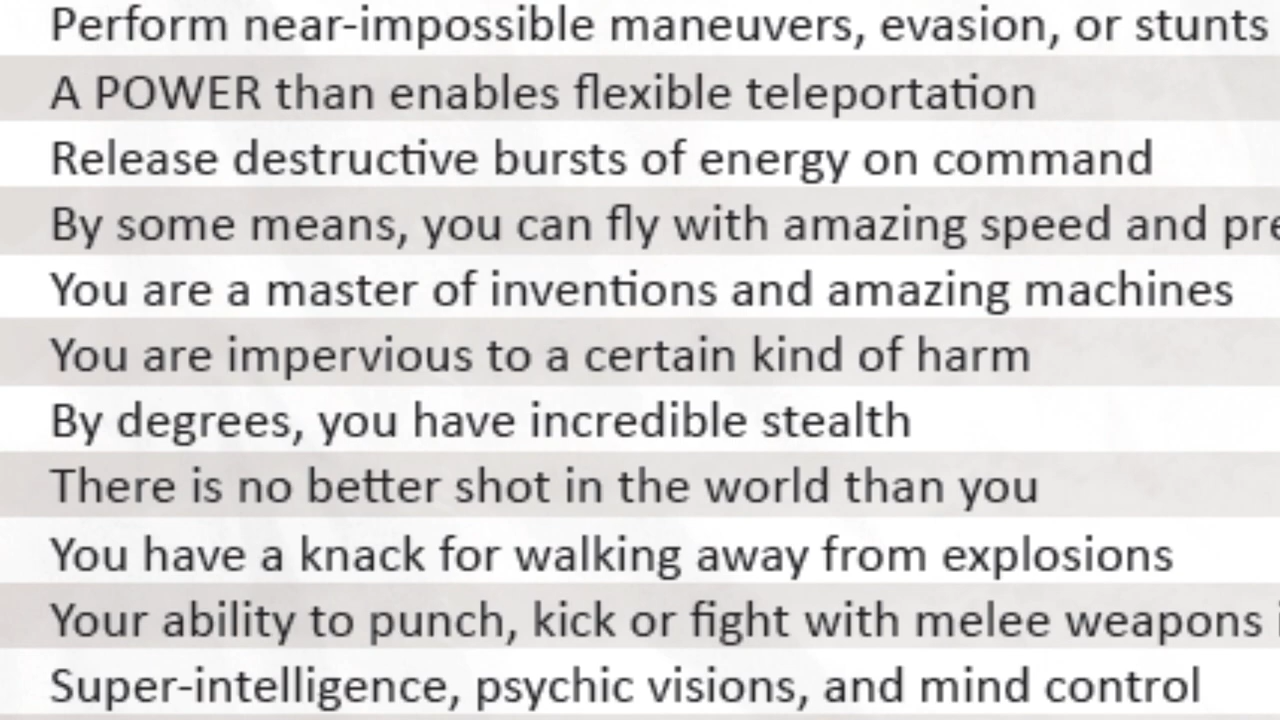 Perform near-impossible maneuvers, evasion, or stunts
A POWER than enables flexible teleportation
Release destructive bursts of energy on command
By some means, you can fly with amazing speed and
You are a master of inventions and amazing machines
You are impervious to a certain kind of harm
By degrees, you have incredible stealth
There is no better shot in the world than you
You have a knack for walking away from explosions
Your ability to punch, kick or fight with melee weapons
Super-intelligence, psychic visions, and mind control